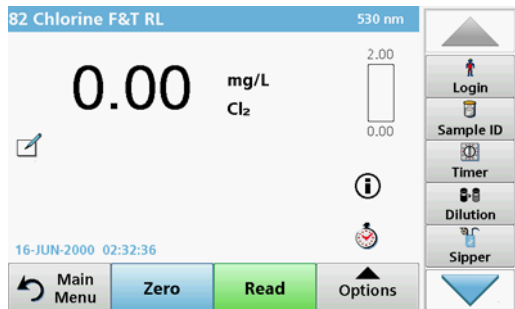 82 Chlorine F&T RL 530 nm
0.00 mg/L
Cl₂
2.00
0.00
16-JUN-2000 02:32:36
Main Menu
Zero
Read
Options
Login
Sample ID
Timer
Dilution
Sipper